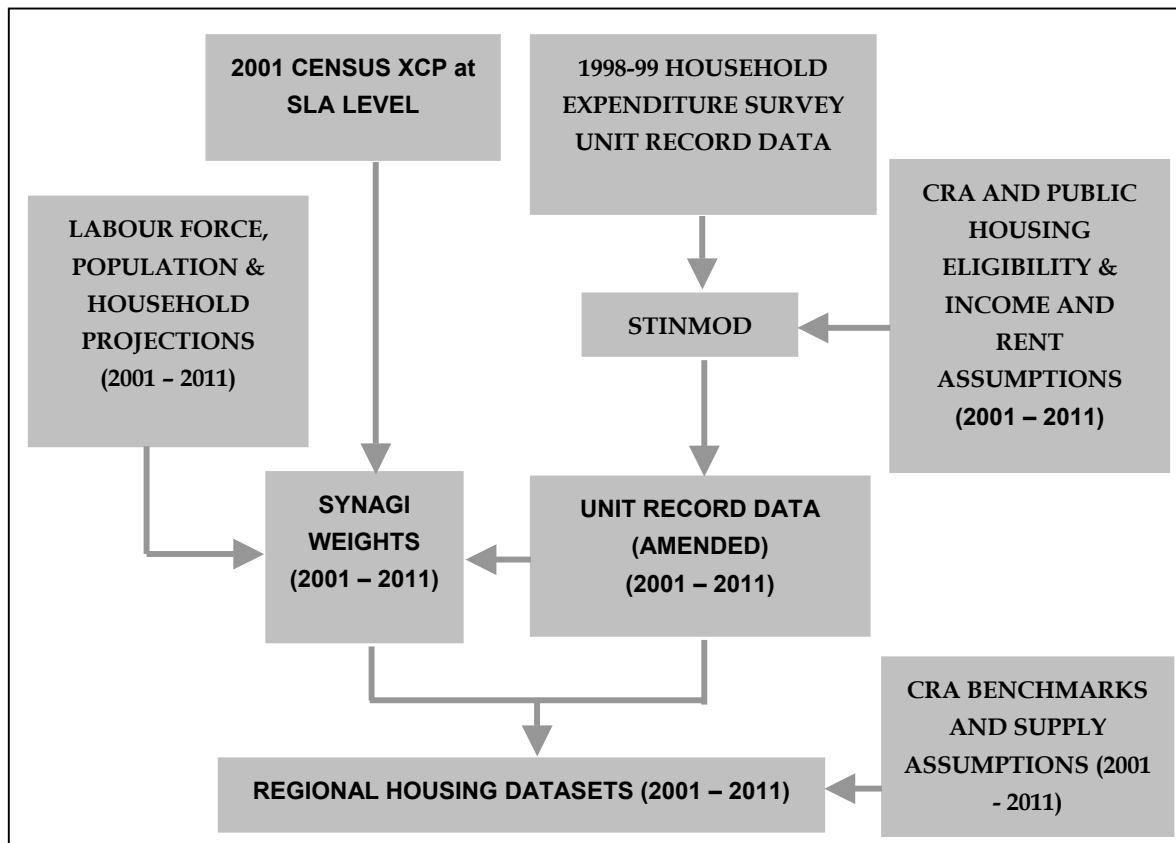 2001 CENSUS XCP at
SLA LEVEL
1998-99 HOUSEHOLD
EXPENDITURE SURVEY
UNIT RECORD DATA
LABOUR FORCE,
POPULATION &
HOUSEHOLD
PROJECTIONS
(2001 – 2011)
CRA AND PUBLIC
HOUSING
ELIGIBILITY &
INCOME AND
RENT
ASSUMPTIONS
(2001 – 2011)
STINMOD
SYNAGI
WEIGHTS
(2001 – 2011)
UNIT RECORD DATA
(AMENDED)
(2001 – 2011)
CRA BENCHMARKS
AND SUPPLY
ASSUMPTIONS (2001
- 2011)
REGIONAL HOUSING DATASETS (2001 – 2011)